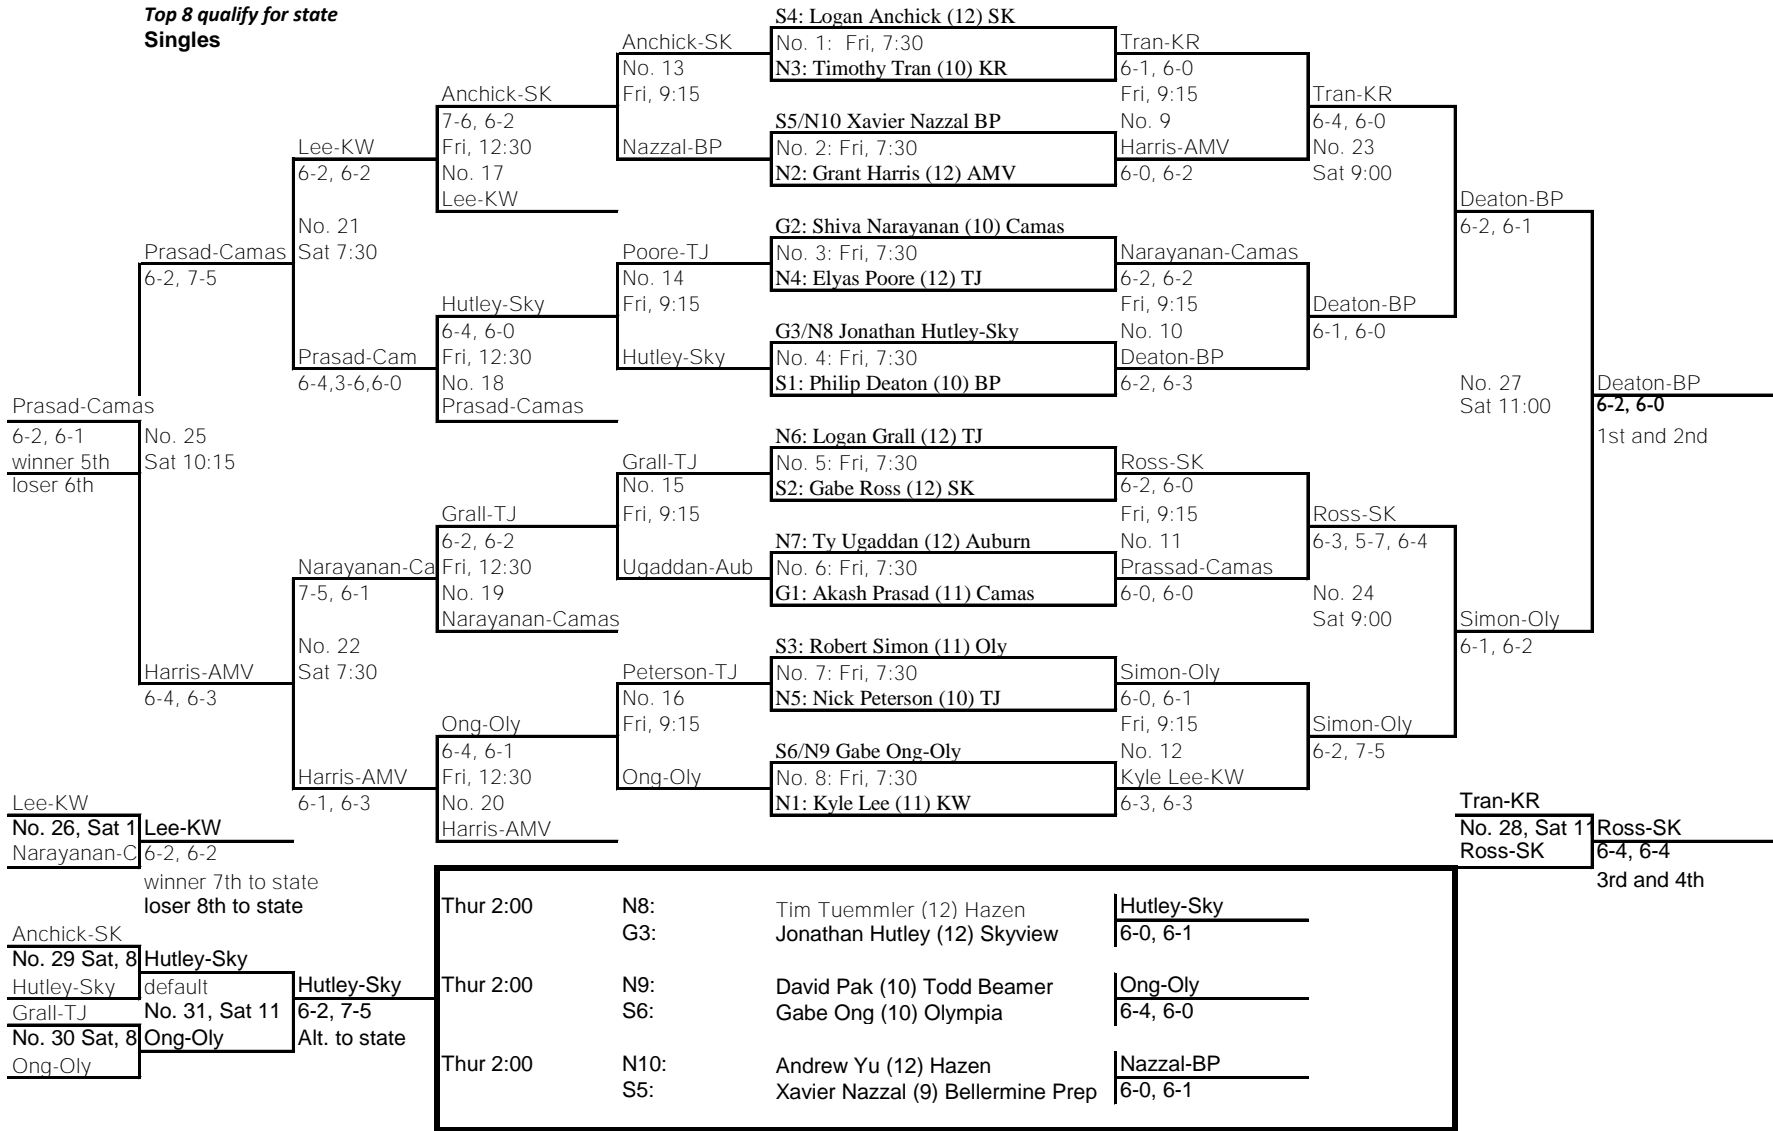 Top 8 qualify for state
Singles
S4: Logan Anchick (12) SK
Anchick-SK
No. 1: Fri, 7:30
Tran-KR
No. 13
N3: Timothy Tran (10) KR
6-1, 6-0
Anchick-SK
Fri, 9:15
Fri, 9:15
Tran-KR
7-6, 6-2
S5/N10 Xavier Nazzal BP
No. 9
6-4, 6-0
Lee-KW
Fri, 12:30
Nazzal-BP
No. 2: Fri, 7:30
Harris-AMV
No. 23
6-2, 6-2
No. 17
N2: Grant Harris (12) AMV
6-0, 6-2
Sat 9:00
Lee-KW
Deaton-BP
No. 21
G2: Shiva Narayanan (10) Camas
6-2, 6-1
Prasad-Camas
Sat 7:30
Poore-TJ
No. 3: Fri, 7:30
Narayanan-Camas
6-2, 7-5
No. 14
N4: Elyas Poore (12) TJ
6-2, 6-2
Hutley-Sky
Fri, 9:15
Fri, 9:15
Deaton-BP
6-4, 6-0
G3/N8 Jonathan Hutley-Sky
No. 10
6-1, 6-0
Prasad-Cam
Fri, 12:30
Hutley-Sky
No. 4: Fri, 7:30
Deaton-BP
6-4,3-6,6-0
No. 18
S1: Philip Deaton (10) BP
6-2, 6-3
No. 27
Deaton-BP
Prasad-Camas
Prasad-Camas
Sat 11:00
6-2, 6-0
6-2, 6-1
No. 25
N6: Logan Grall (12) TJ
1st and 2nd
winner 5th
Sat 10:15
Grall-TJ
No. 5: Fri, 7:30
Ross-SK
loser 6th
No. 15
S2: Gabe Ross (12) SK
6-2, 6-0
Grall-TJ
Fri, 9:15
Fri, 9:15
Ross-SK
6-2, 6-2
N7: Ty Ugaddan (12) Auburn
No. 11
6-3, 5-7, 6-4
Narayanan-Ca
Fri, 12:30
Ugaddan-Aub
No. 6: Fri, 7:30
Prassad-Camas
7-5, 6-1
No. 19
G1: Akash Prasad (11) Camas
6-0, 6-0
No. 24
Narayanan-Camas
Sat 9:00
Simon-Oly
No. 22
S3: Robert Simon (11) Oly
6-1, 6-2
Harris-AMV
Sat 7:30
Peterson-TJ
No. 7: Fri, 7:30
Simon-Oly
6-4, 6-3
No. 16
N5: Nick Peterson (10) TJ
6-0, 6-1
Ong-Oly
Fri, 9:15
Fri, 9:15
Simon-Oly
6-4, 6-1
S6/N9 Gabe Ong-Oly
No. 12
6-2, 7-5
Harris-AMV
Fri, 12:30
Ong-Oly
No. 8: Fri, 7:30
Kyle Lee-KW
Lee-KW
6-1, 6-3
No. 20
N1: Kyle Lee (11) KW
6-3, 6-3
Tran-KR
No. 26, Sat 1
Lee-KW
Harris-AMV
No. 28, Sat 11
Ross-SK
Narayanan-C
6-2, 6-2
Ross-SK
6-4, 6-4
winner 7th to state
3rd and 4th
loser 8th to state
Thur 2:00
N8:
Tim Tuemmler (12) Hazen
Hutley-Sky
Anchick-SK
G3:
Jonathan Hutley (12) Skyview
6-0, 6-1
No. 29 Sat, 8
Hutley-Sky
Hutley-Sky
default
Hutley-Sky
Thur 2:00
N9:
David Pak (10) Todd Beamer
Ong-Oly
Grall-TJ
No. 31, Sat 11
6-2, 7-5
S6:
Gabe Ong (10) Olympia
6-4, 6-0
No. 30 Sat, 8
Ong-Oly
Alt. to state
Ong-Oly
Thur 2:00
N10:
Andrew Yu (12) Hazen
Nazzal-BP
S5:
Xavier Nazzal (9) Bellermine Prep
6-0, 6-1